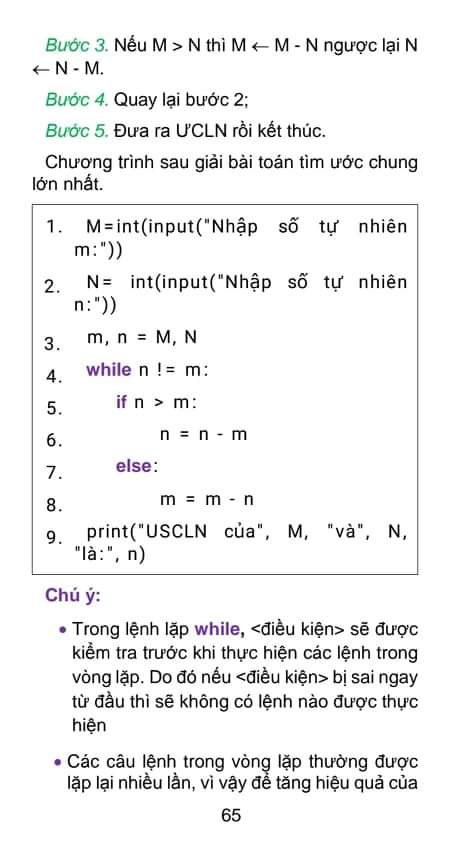 Bước 3. Nếu M > N thì M ← M - N ngược lại N
← N - M.
Bước 4. Quay lại bước 2;
Bước 5. Đưa ra ƯCLN rồi kết thúc.
Chương trình sau giải bài toán tìm ước chung
lớn nhất.
1. M=int(input("Nhập số tự nhiên
m:"))
2. N= int(input("Nhập số tự nhiên
n:"))
3. m, n = M, N
4. while n != m:
5. if n > m:
6. n = n - m
7. else:
8. m = m - n
9. print("USCLN của", M, "và", N,
"là:", n)
Chú ý:
• Trong lệnh lặp while, <điều kiện> sẽ được
kiểm tra trước khi thực hiện các lệnh trong
vòng lặp. Do đó nếu <điều kiện> bị sai ngay
từ đầu thì sẽ không có lệnh nào được thực
hiện
• Các câu lệnh trong vòng lặp thường được
lặp lại nhiều lần, vì vậy để tăng hiệu quả của
65